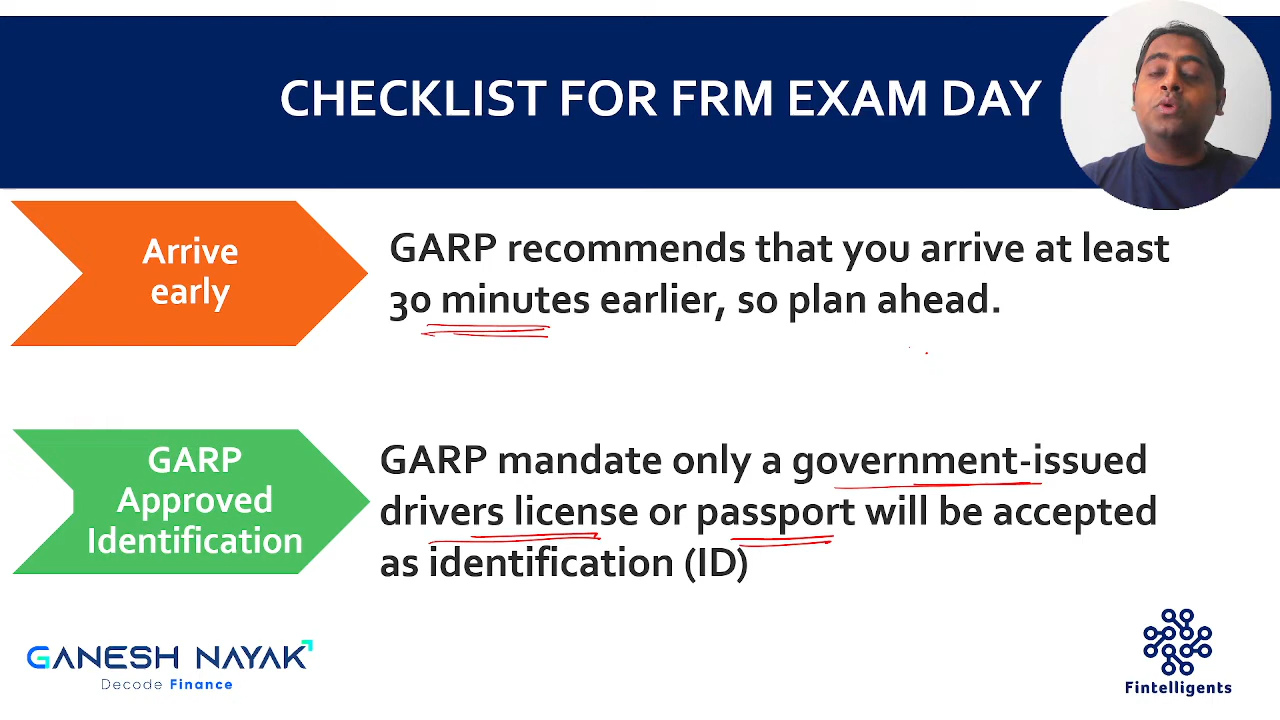 CHECKLIST FOR FRM EXAM DAY
Arrive
early
GARP recommends that you arrive at least
30 minutes earlier, so plan ahead.
GARP
Approved
Identification
GARP mandate only a government-issued
drivers license or passport will be accepted
as identification (ID)
GANESH NAYAK
Decode Finance
Fintelligents